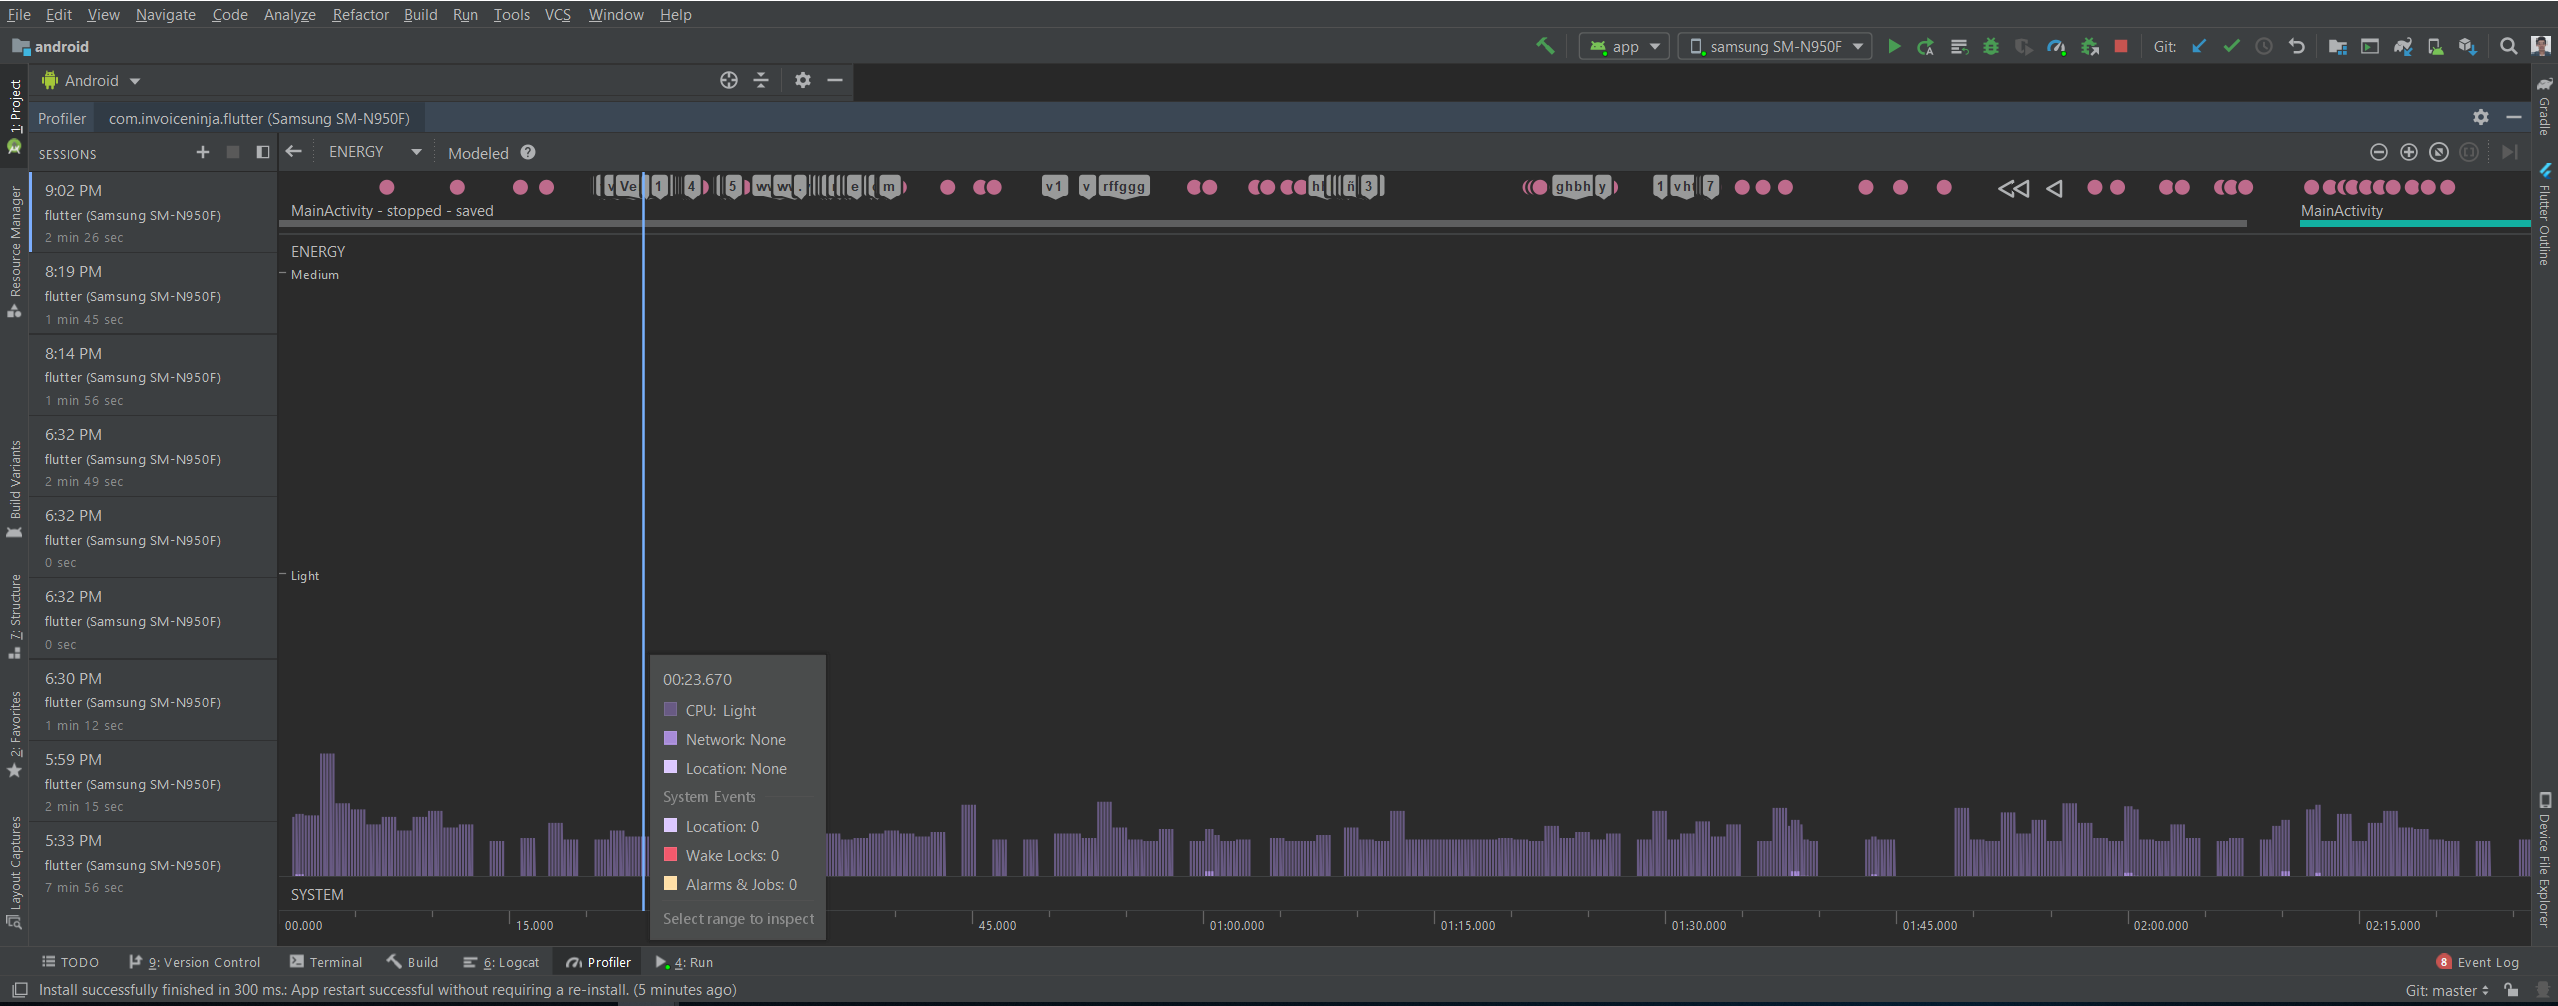 File Edit View Navigate Code Analyze Refactor Build Run Tools VCS Window Help
android
app
samsung SM-N950F
Git:
Android
Profiler com.invoiceninja.flutter (Samsung SM-N950F)
SESSIONS
ENERGY
Modeled
9:02 PM
flutter (Samsung SM-N950F)
2 min 26 sec
8:19 PM
flutter (Samsung SM-N950F)
1 min 45 sec
8:14 PM
flutter (Samsung SM-N950F)
1 min 56 sec
6:32 PM
flutter (Samsung SM-N950F)
2 min 49 sec
6:32 PM
flutter (Samsung SM-N950F)
0 sec
6:32 PM
flutter (Samsung SM-N950F)
0 sec
6:30 PM
flutter (Samsung SM-N950F)
1 min 12 sec
5:59 PM
flutter (Samsung SM-N950F)
2 min 15 sec
5:33 PM
flutter (Samsung SM-N950F)
7 min 56 sec
Ve 1 4 5 e m v1 v rffggg ñ 3 ghbh y 1 7
MainActivity - stopped - saved
MainActivity
ENERGY
Medium
Light
00:23.670
CPU: Light
Network: None
Location: None
System Events
Location: 0
Wake Locks: 0
Alarms & Jobs: 0
Select range to inspect
SYSTEM
00.000 15.000 45.000 01:00.000 01:15.000 01:30.000 01:45.000 02:00.000 02:15.000
1: Project
Resource Manager
Build Variants
7: Structure
2: Favorites
Layout Captures
Gradle
Flutter Outline
Device File Explorer
TODO 9: Version Control Terminal Build 6: Logcat Profiler 4: Run
8 Event Log
Install successfully finished in 300 ms.: App restart successful without requiring a re-install. (5 minutes ago)
Git: master